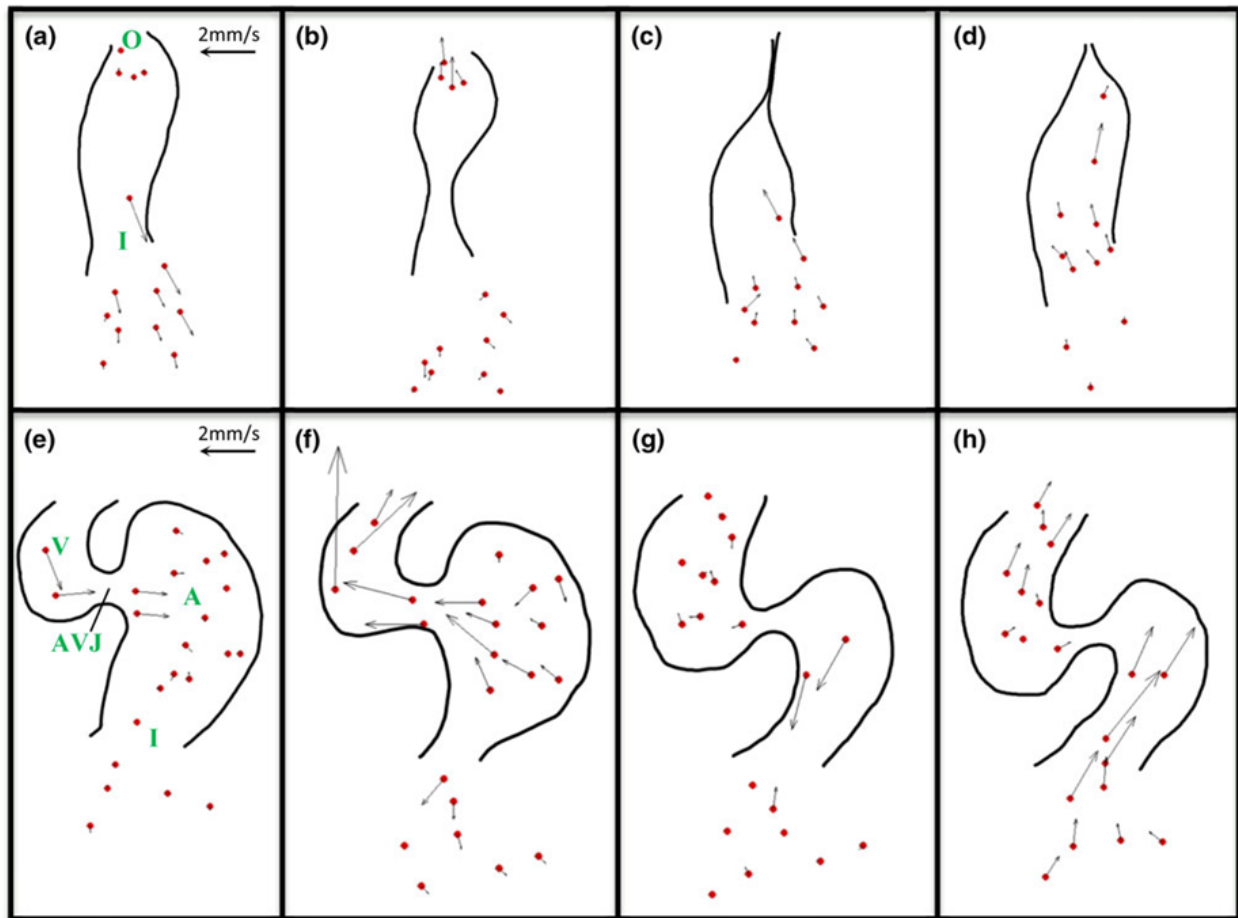 (a) O 2mm/s
I
(b)
(c)
(d)
(e) 2mm/s
V
A
AVJ
I
(f)
(g)
(h)